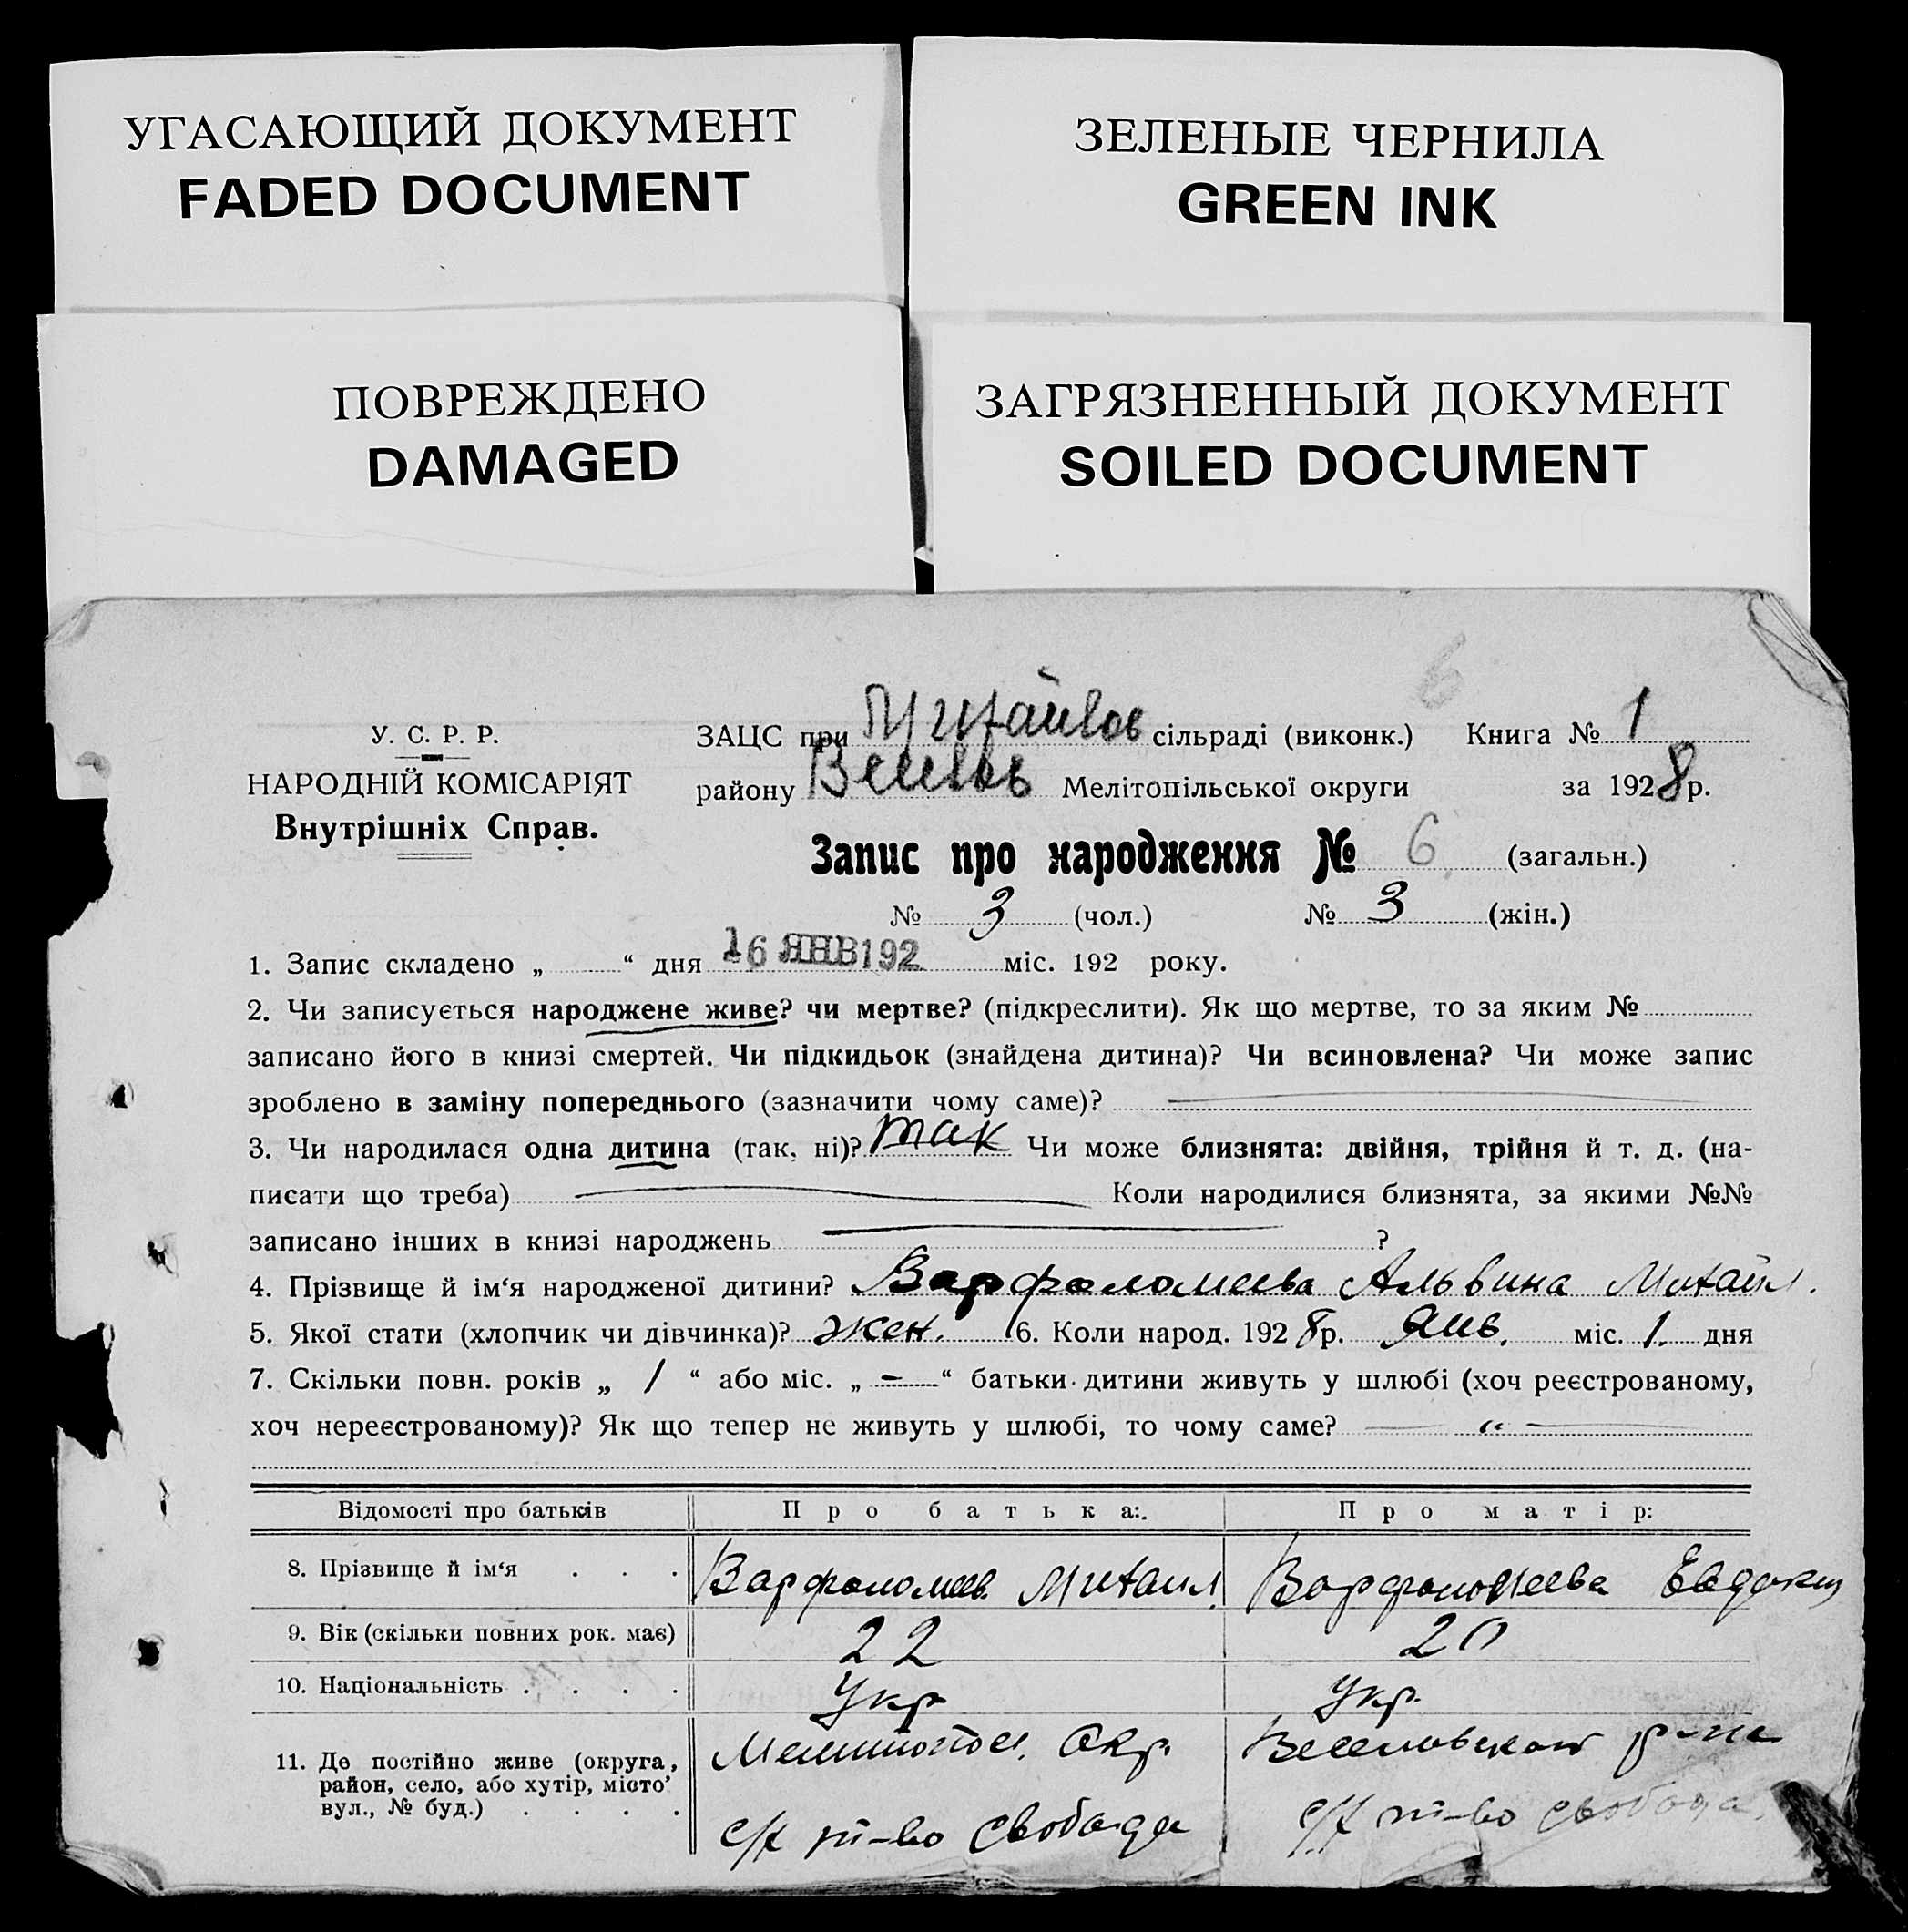 УГАСАЮЩИЙ ДОКУМЕНТ
FADED DOCUMENT
ЗЕЛЕНЫЕ ЧЕРНИЛА
GREEN INK
ПОВРЕЖДЕНО
DAMAGED
ЗАГРЯЗНЕННЫЙ ДОКУМЕНТ
SOILED DOCUMENT
6
У. С. Р. Р.
НАРОДНІЙ КОМІСАРІЯТ
Внутрішніх Справ.
ЗАЦС при Михайлов сільраді (виконк.) Книга № 1
району Весел Мелітопільської округи за 1928 р.
Запис про народження № 6 (загальн.)
№ 3 (чол.) № 3 (жін.)
1. Запис складено „ “ дня 16 ЯНВ 192 міс. 192 року.
2. Чи записується народжене живе? чи мертве? (підкреслити). Як що мертве, то за яким №
записано його в книзі смертей. Чи підкидьок (знайдена дитина)? Чи всиновлена? Чи може запис
зроблено в заміну попереднього (зазначити чому саме)?
3. Чи народилася одна дитина (так, ні)? так Чи може близнята: двійня, трійня й т. д. (на-
писати що треба) Коли народилися близнята, за якими №№
записано інших в книзі народжень ?
4. Прізвище й ім‘я народженої дитини? Варфоломеева Альвина Михайл.
5. Якої стати (хлопчик чи дівчинка)? жен. 6. Коли народ. 1928 р. Янв. міс. 1. дня
7. Скільки повн. років „ 1 “ або міс. „ – “ батьки дитини живуть у шлюбі (хоч реєстрованому,
хоч нереєстрованому)? Як що тепер не живуть у шлюбі, то чому саме? — „ —
Відомості про батьків Про батька: Про матір:
8. Прізвище й ім‘я . . . Варфоломеев Михаил Варфоломеева Евдокия
9. Вік (скільки повних рок. має) 22 20
10. Національність . . . . Укр Укр.
11. Де постійно живе (округа,
район, село, або хутір, місто’
вул., № буд.) . . . .
Мелитопол. Окр. Веселовского р-на
с/х т-во Свобода с/х т-во Свобода